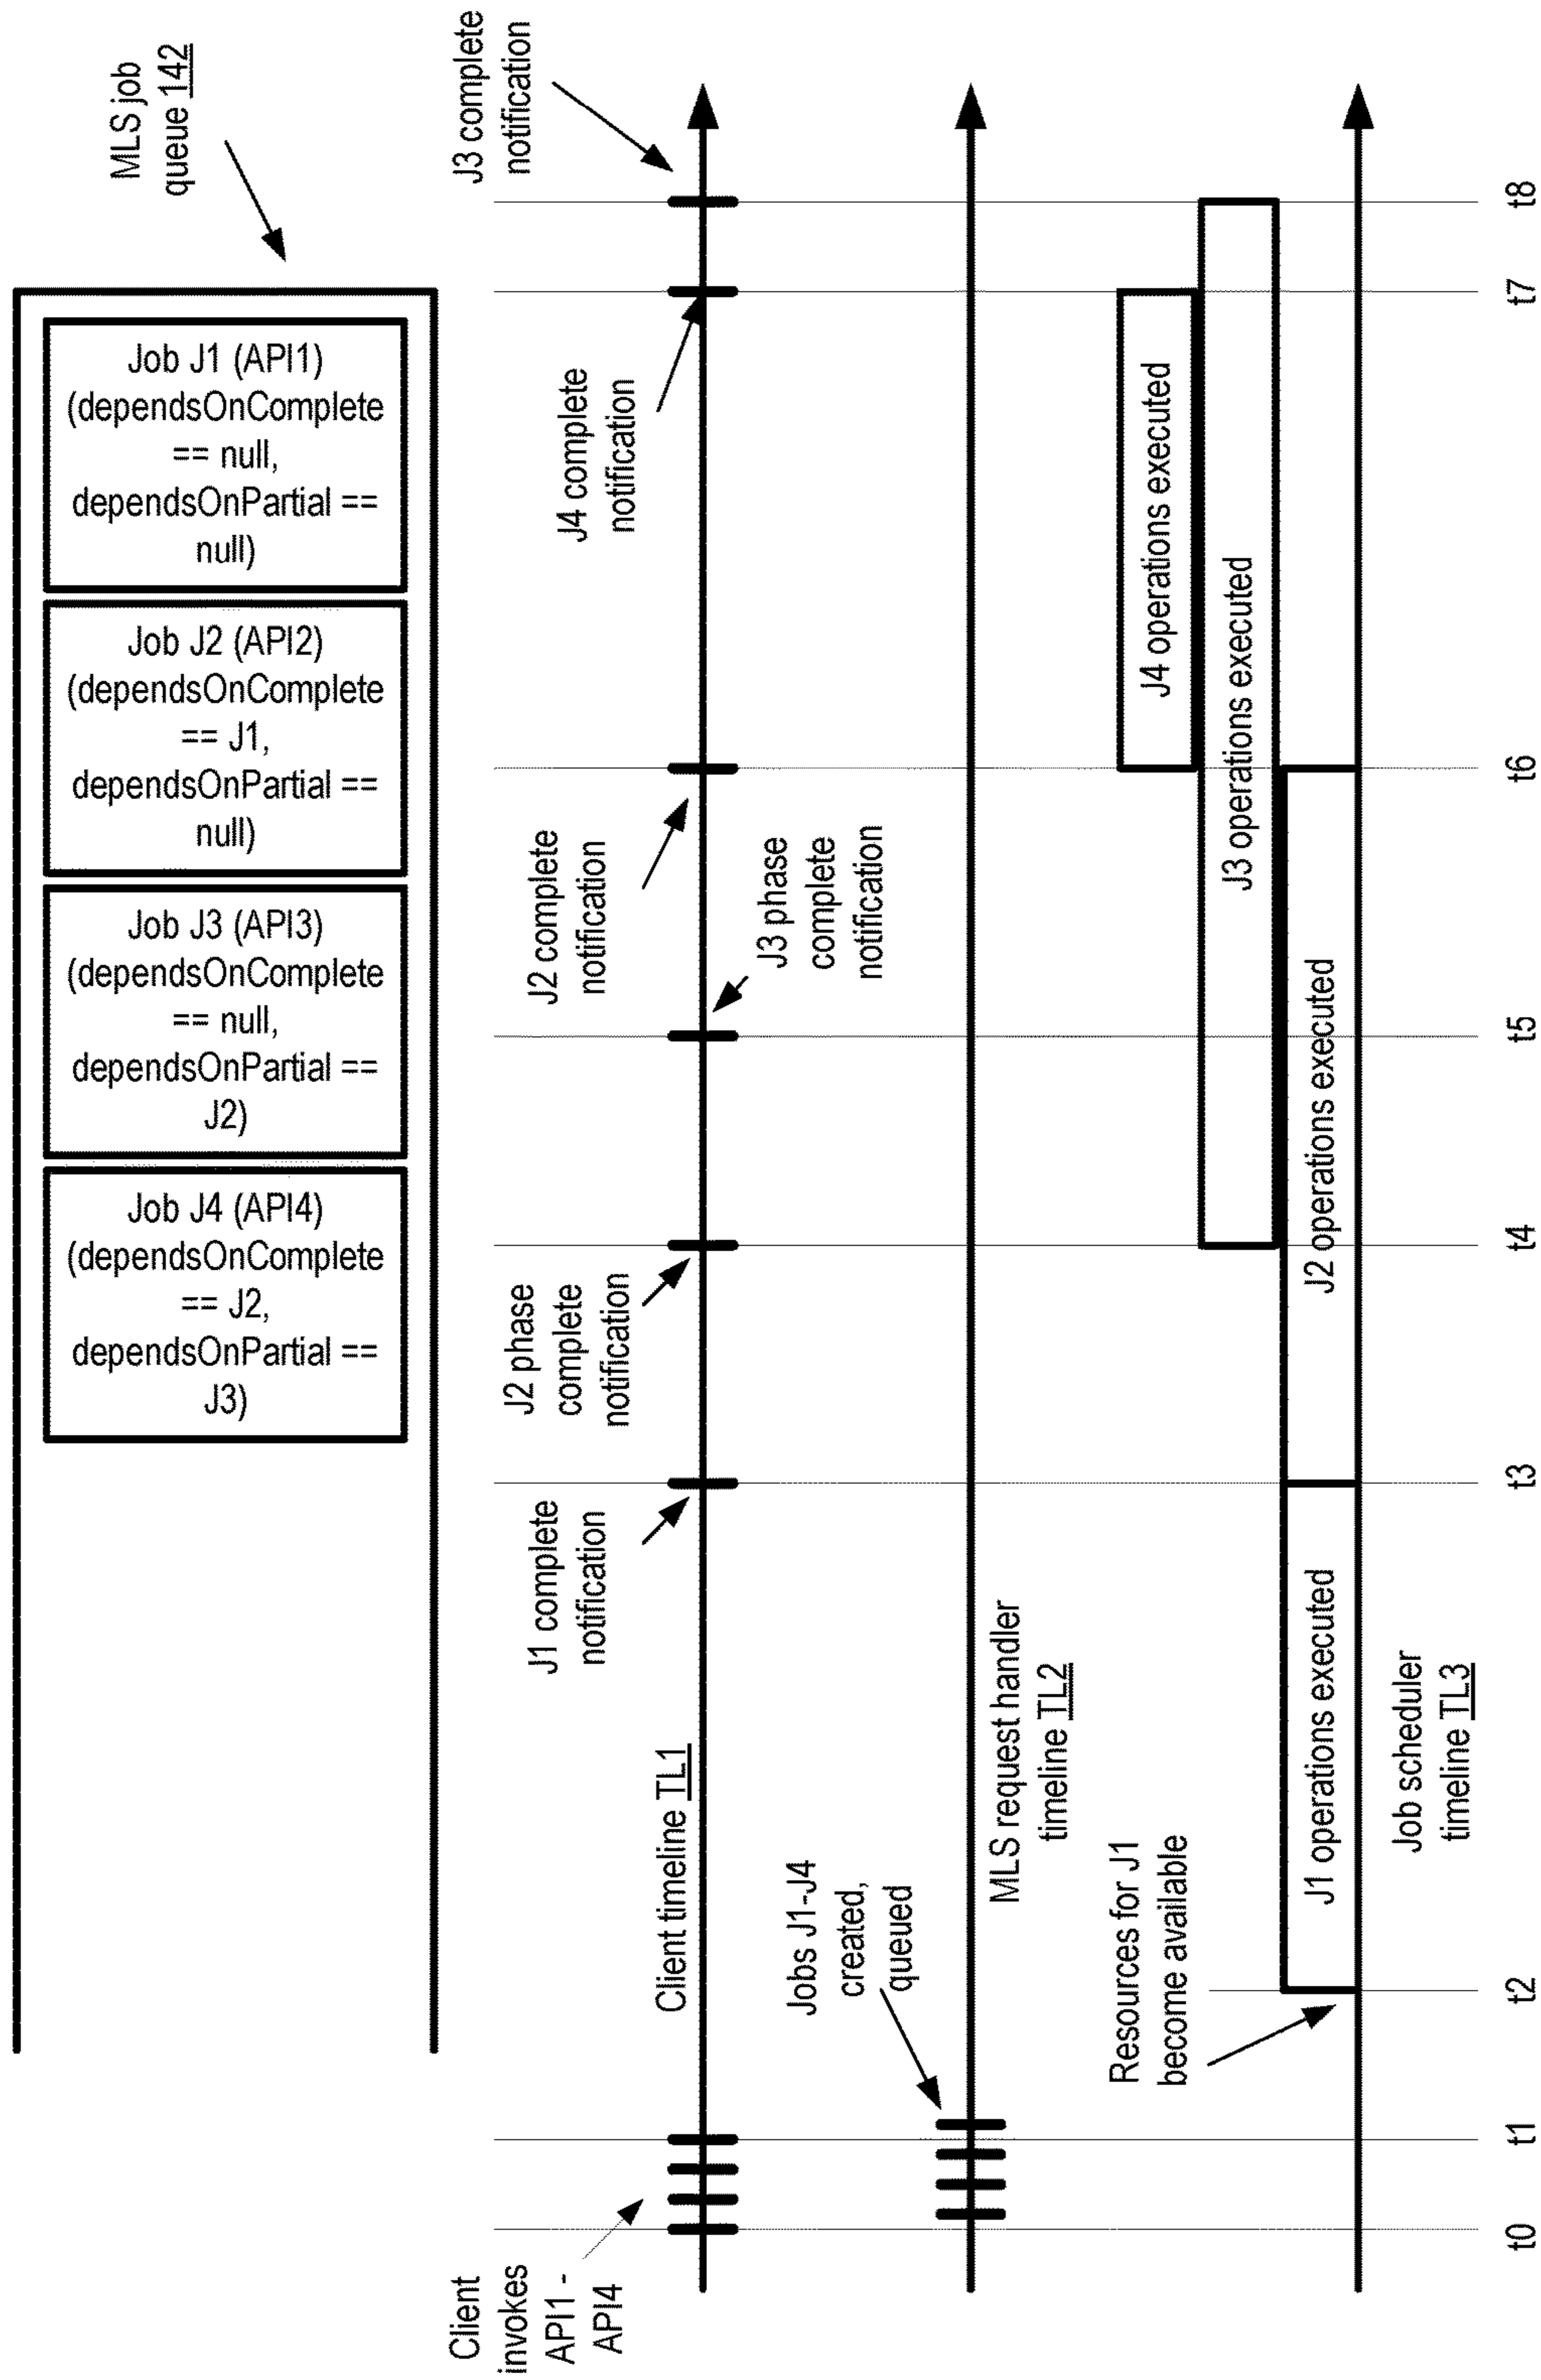 MLS job
queue 142
Job J4 (API4)
(dependsOnComplete
== J2,
dependsOnPartial ==
J3)
Job J3 (API3)
(dependsOnComplete
== null,
dependsOnPartial ==
J2)
Job J2 (API2)
(dependsOnComplete
== J1,
dependsOnPartial ==
null)
Job J1 (API1)
(dependsOnComplete
== null,
dependsOnPartial ==
null)
Client
invokes
API1 -
API4
Client timeline TL1
J1 complete
notification
J2 phase
complete
notification
J3 phase
complete
notification
J2 complete
notification
J4 complete
notification
J3 complete
notification
Jobs J1-J4
created,
queued
MLS request handler
timeline TL2
Resources for J1
become available
J4 operations executed
J3 operations executed
J1 operations executed
J2 operations executed
Job scheduler
timeline TL3
t0
t1
t2
t3
t4
t5
t6
t7
t8